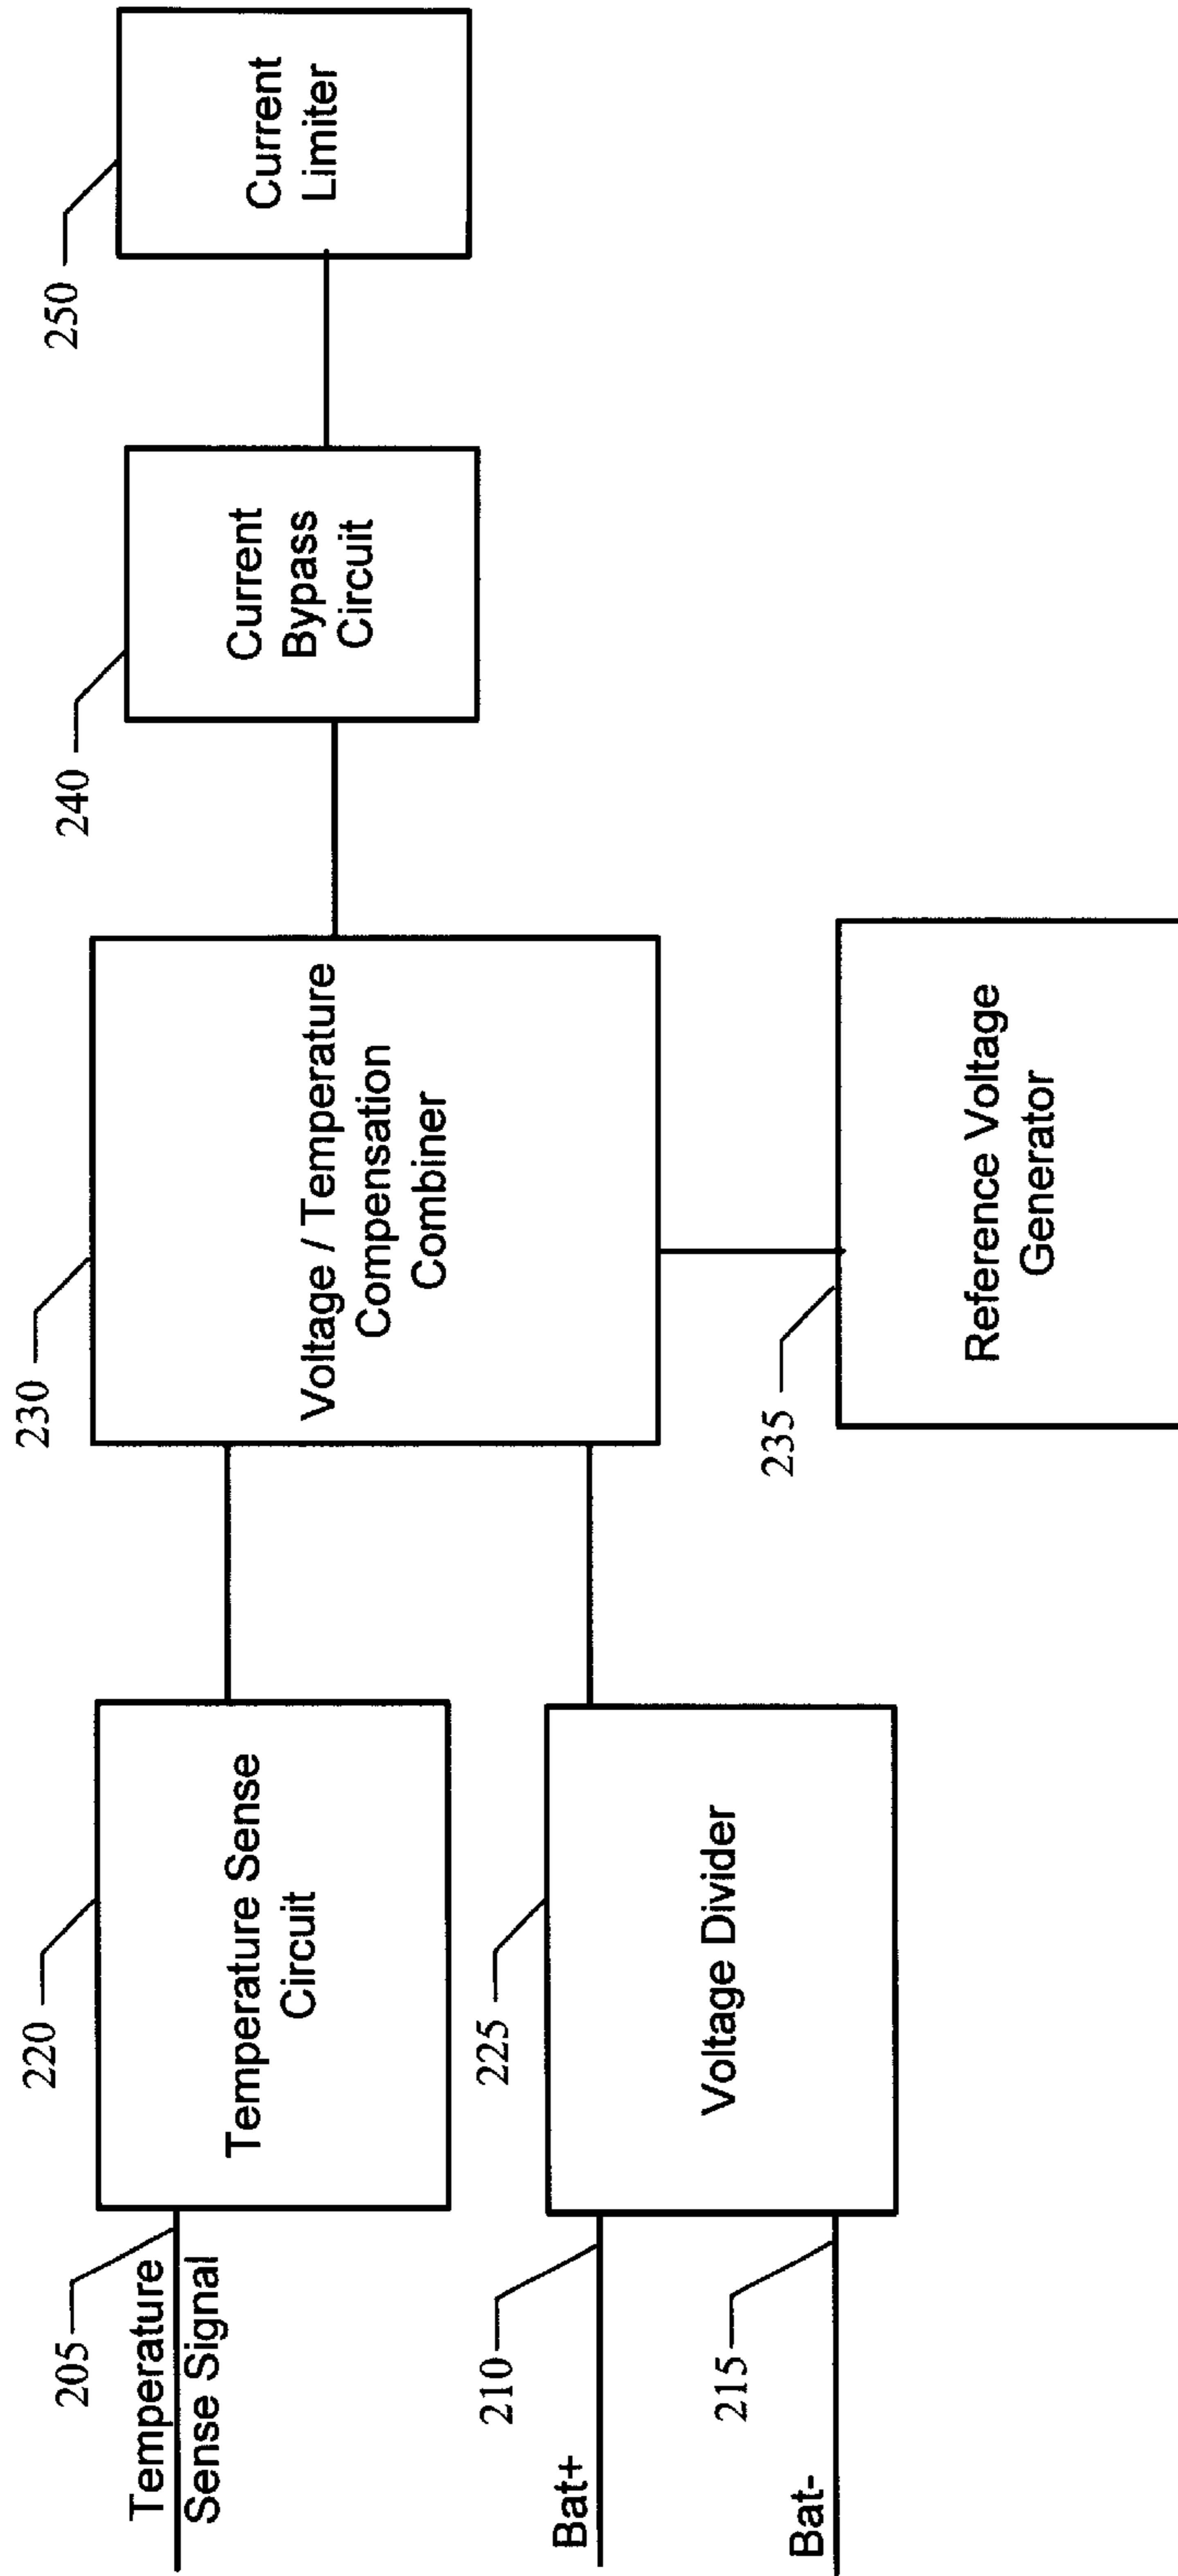 205
Temperature
Sense Signal
220
Temperature Sense
Circuit
210
Bat+
215
Bat-
225
Voltage Divider
230
Voltage / Temperature
Compensation
Combiner
235
Reference Voltage
Generator
240
Current
Bypass
Circuit
250
Current
Limiter